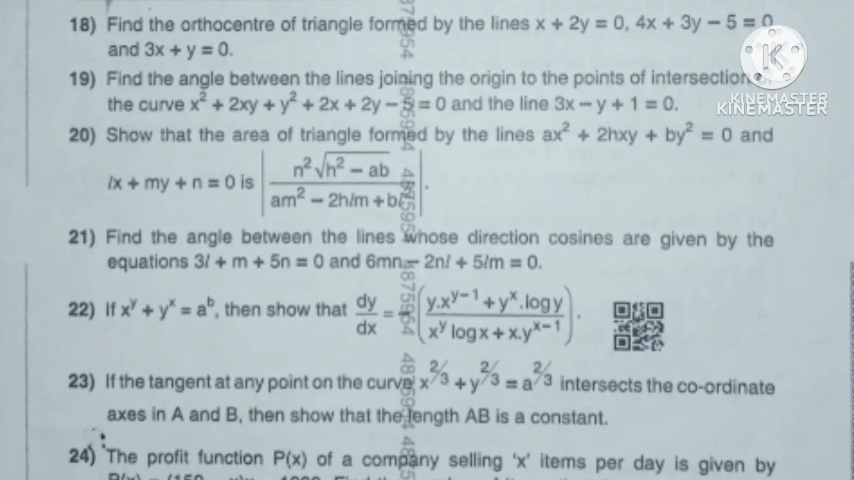 18) Find the orthocentre of triangle formed by the lines x + 2y = 0, 4x + 3y − 5 = 0
and 3x + y = 0.
19) Find the angle between the lines joining the origin to the points of intersection
the curve x² + 2xy + y² + 2x + 2y − 5 = 0 and the line 3x − y + 1 = 0.
20) Show that the area of triangle formed by the lines ax² + 2hxy + by² = 0 and
lx + my + n = 0 is | n²√(h² − ab) / (am² − 2hlm + bl²) |.
21) Find the angle between the lines whose direction cosines are given by the
equations 3l + m + 5n = 0 and 6mn − 2nl + 5lm = 0.
22) If xʸ + yˣ = aᵇ, then show that dy/dx = −( (y.xʸ⁻¹ + yˣ.log y) / (xʸ log x + x.yˣ⁻¹) ).
23) If the tangent at any point on the curve x^2/3 + y^2/3 = a^2/3 intersects the co-ordinate
axes in A and B, then show that the length AB is a constant.
24) The profit function P(x) of a company selling 'x' items per day is given by
KINEMASTER
KINEMASTER